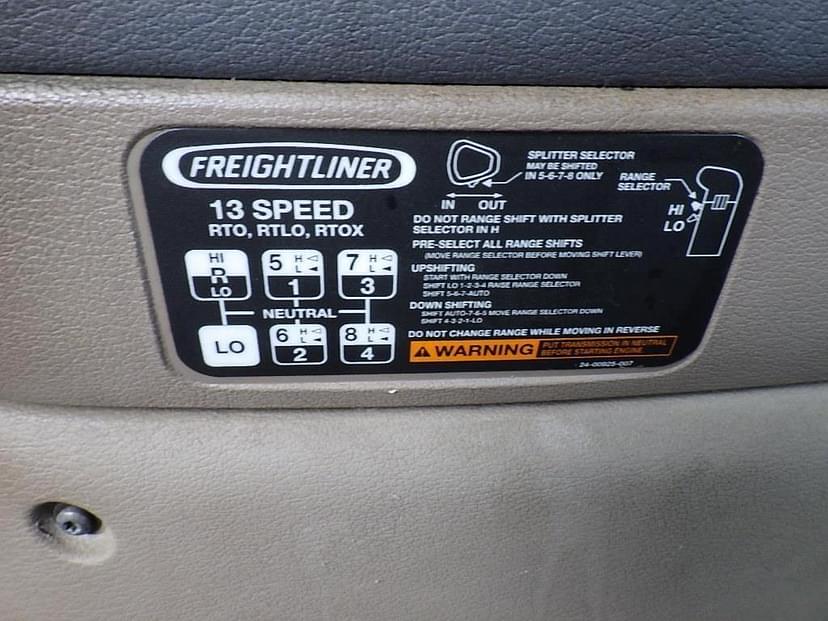 FREIGHTLINER
13 SPEED
RTO, RTLO, RTOX
HI
R
LO
5 H
L
1
7 H
L
3
NEUTRAL
LO
6 H
L
2
8 H
L
4
SPLITTER SELECTOR
MAY BE SHIFTED
IN 5-6-7-8 ONLY
IN OUT
RANGE
SELECTOR
HI
LO
DO NOT RANGE SHIFT WITH SPLITTER
SELECTOR IN H
PRE-SELECT ALL RANGE SHIFTS
(MOVE RANGE SELECTOR BEFORE MOVING SHIFT LEVER)
UPSHIFTING
START WITH RANGE SELECTOR DOWN
SHIFT LO 1-2-3-4 RAISE RANGE SELECTOR
SHIFT 5-6-7-AUTO
DOWN SHIFTING
SHIFT AUTO-7-6-5 MOVE RANGE SELECTOR DOWN
SHIFT 4-3-2-1-LO
DO NOT CHANGE RANGE WHILE MOVING IN REVERSE
WARNING PUT TRANSMISSION IN NEUTRAL
BEFORE STARTING ENGINE
24-00925-007